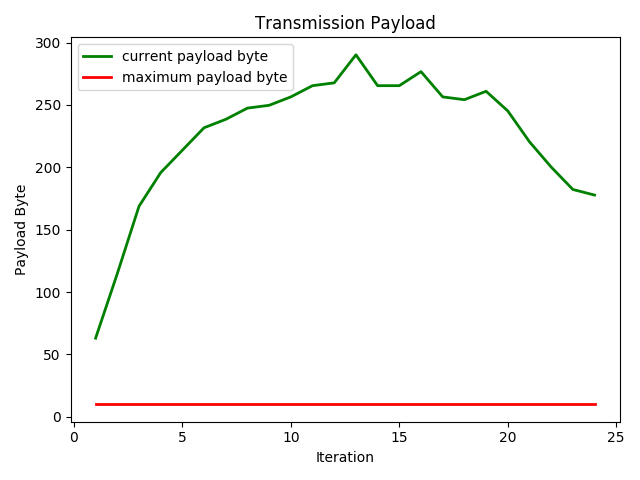 Transmission Payload
current payload byte
maximum payload byte
300
250
200
150
100
50
0
Payload Byte
0 5 10 15 20 25
Iteration